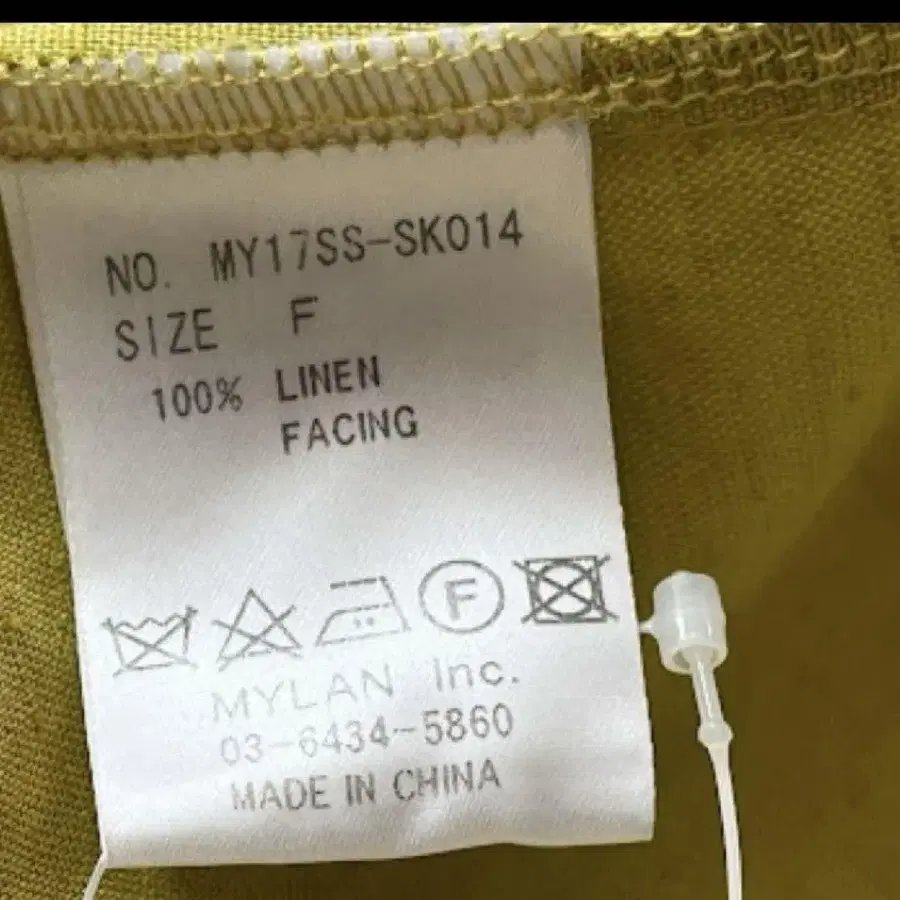 NO. MY17SS-SK014
SIZE F
100% LINEN
FACING
F
MYLAN Inc.
03-6434-5860
MADE IN CHINA